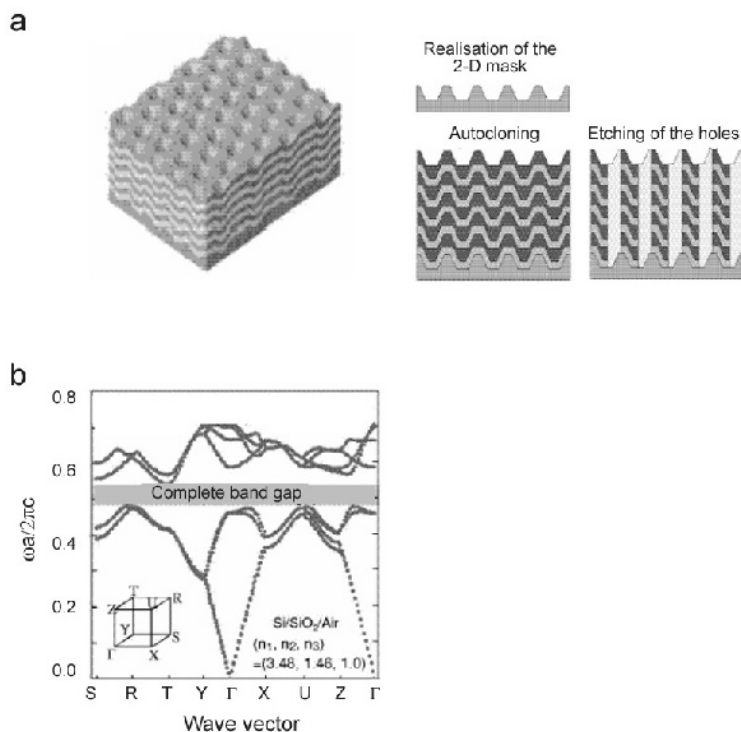 a
Realisation of the
2-D mask
Autocloning
Etching of the holes
b
0.8
0.6
0.4
0.2
0.0
ωa/2πc
Complete band gap
T
U
R
Z
Y
S
Γ
X
Si/SiO₂/Air
(n₁, n₂, n₃)
=(3.48, 1.46, 1.0)
S R T Y Γ X U Z Γ
Wave vector